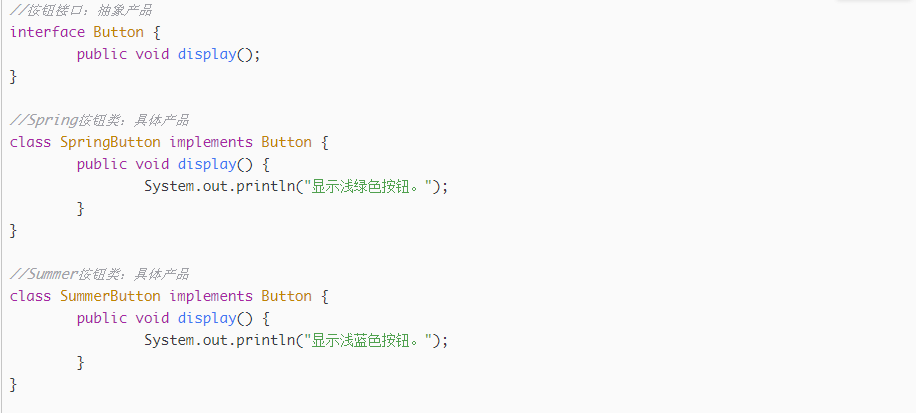 //按钮接口：抽象产品
interface Button {
public void display();
}
//Spring按钮类：具体产品
class SpringButton implements Button {
public void display() {
System.out.println("显示浅绿色按钮。");
}
}
//Summer按钮类：具体产品
class SummerButton implements Button {
public void display() {
System.out.println("显示浅蓝色按钮。");
}
}